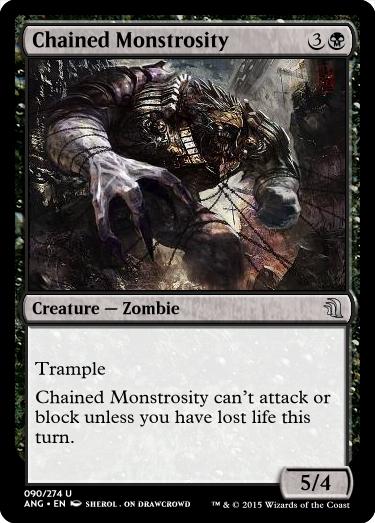 Chained Monstrosity 3
Creature — Zombie
Trample
Chained Monstrosity can't attack or
block unless you have lost life this
turn.
5/4
090/274 U
ANG • EN SHEROL . ON DRAWCROWD ™ & © 2015 Wizards of the Coast